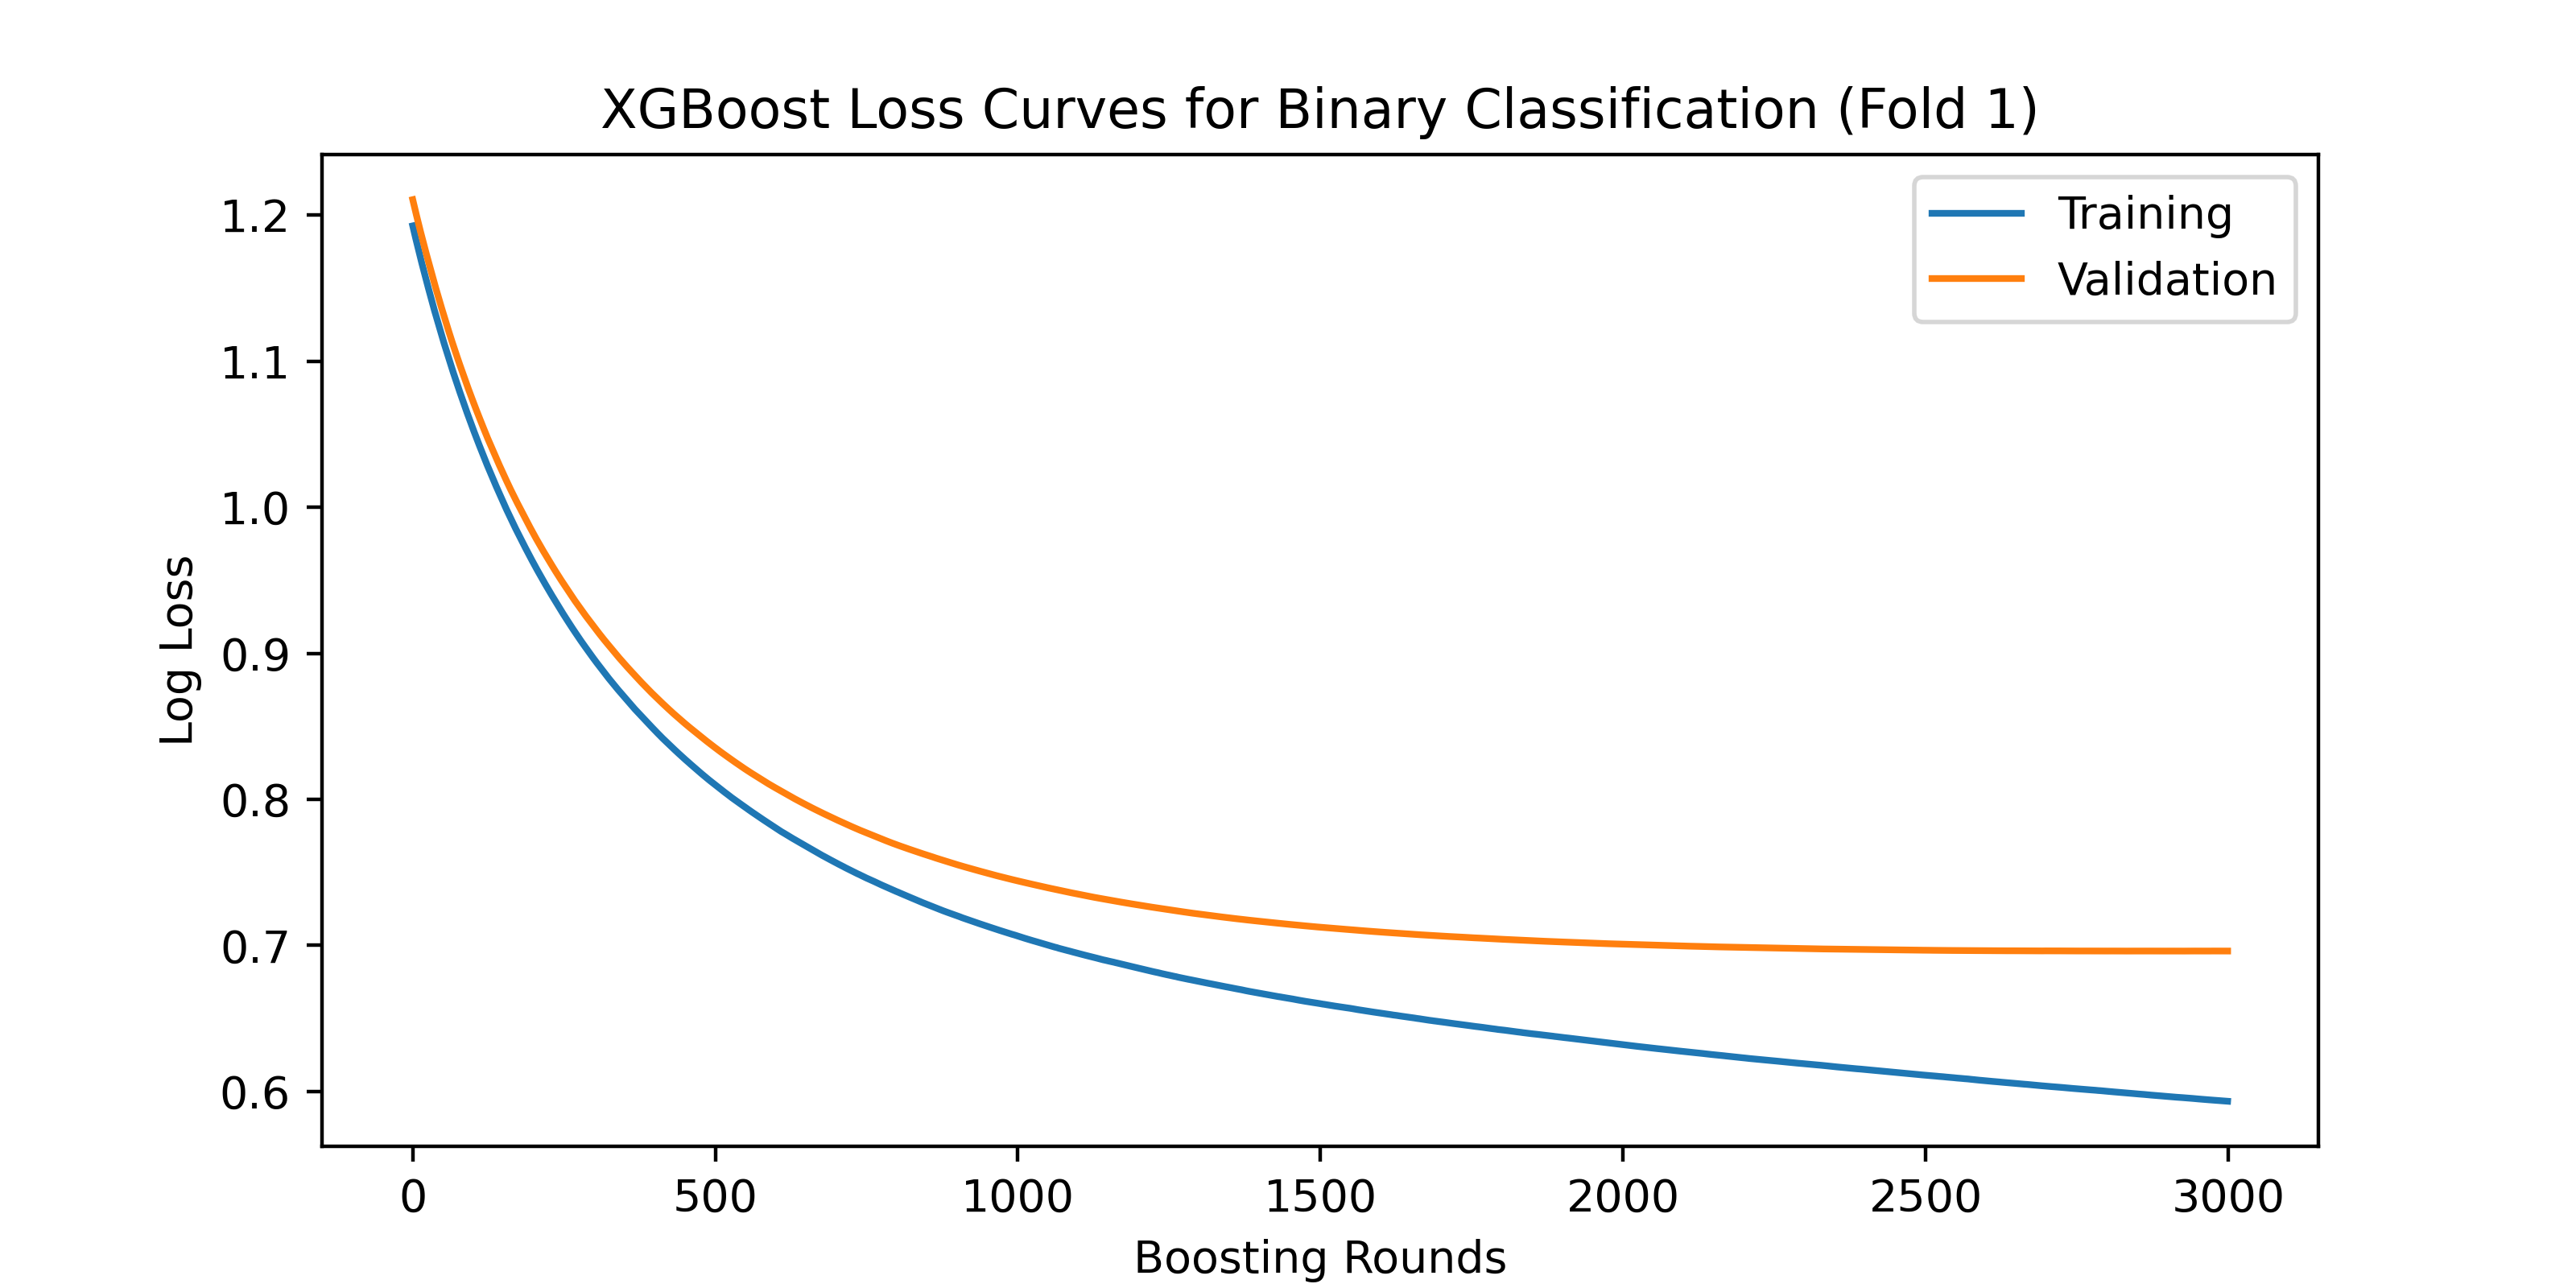 XGBoost Loss Curves for Binary Classification (Fold 1)
Training
Validation
1.2
1.1
1.0
0.9
0.8
0.7
0.6
Log Loss
0 500 1000 1500 2000 2500 3000
Boosting Rounds